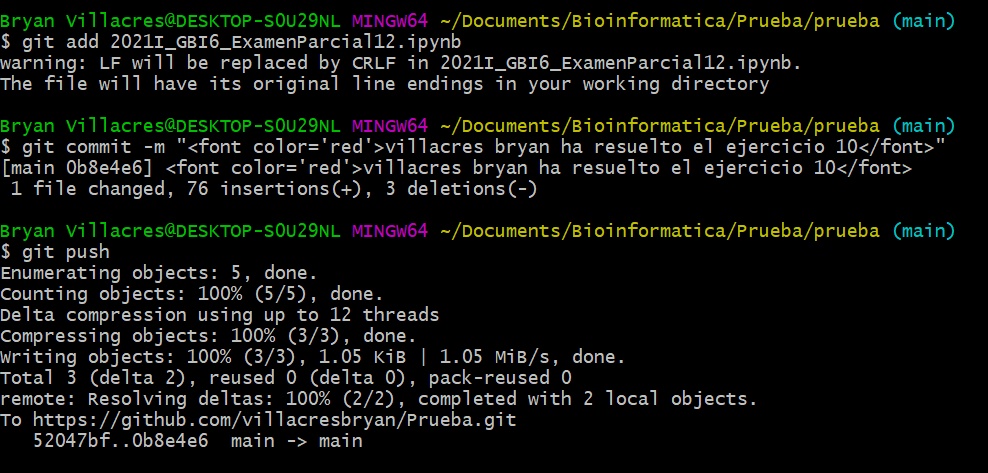 Bryan Villacres@DESKTOP-S0U29NL MINGW64 ~/Documents/Bioinformatica/Prueba/prueba (main)
$ git add 2021I_GBI6_ExamenParcial12.ipynb
warning: LF will be replaced by CRLF in 2021I_GBI6_ExamenParcial12.ipynb.
The file will have its original line endings in your working directory
Bryan Villacres@DESKTOP-S0U29NL MINGW64 ~/Documents/Bioinformatica/Prueba/prueba (main)
$ git commit -m "<font color='red'>villacres bryan ha resuelto el ejercicio 10</font>"
[main 0b8e4e6] <font color='red'>villacres bryan ha resuelto el ejercicio 10</font>
 1 file changed, 76 insertions(+), 3 deletions(-)
Bryan Villacres@DESKTOP-S0U29NL MINGW64 ~/Documents/Bioinformatica/Prueba/prueba (main)
$ git push
Enumerating objects: 5, done.
Counting objects: 100% (5/5), done.
Delta compression using up to 12 threads
Compressing objects: 100% (3/3), done.
Writing objects: 100% (3/3), 1.05 KiB | 1.05 MiB/s, done.
Total 3 (delta 2), reused 0 (delta 0), pack-reused 0
remote: Resolving deltas: 100% (2/2), completed with 2 local objects.
To https://github.com/villacresbryan/Prueba.git
   52047bf..0b8e4e6  main -> main